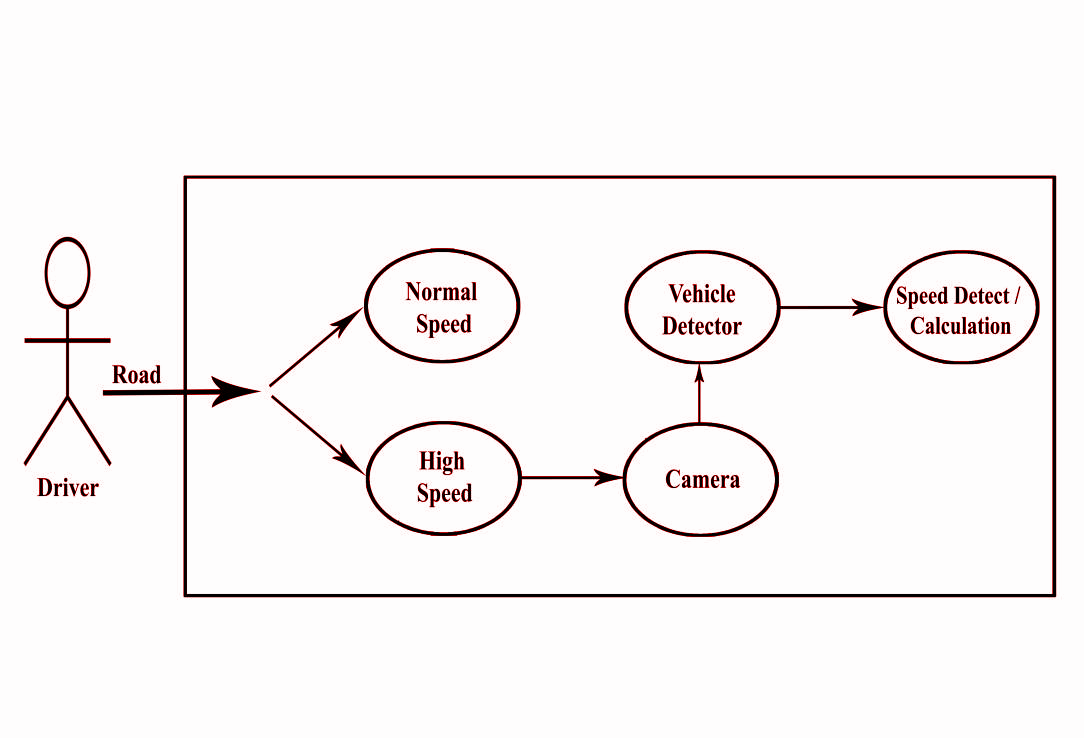 Driver
Road
Normal
Speed
High
Speed
Camera
Vehicle
Detector
Speed Detect /
Calculation